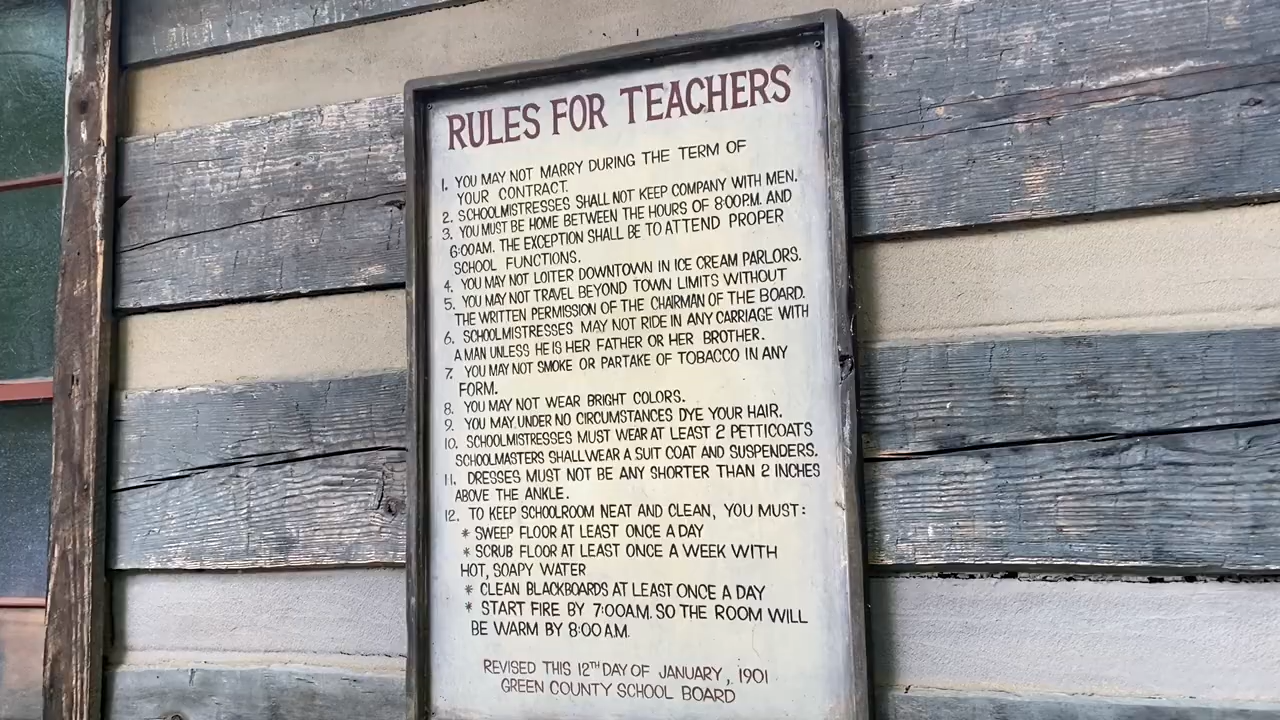 RULES FOR TEACHERS
1. YOU MAY NOT MARRY DURING THE TERM OF
YOUR CONTRACT.
2. SCHOOLMISTRESSES SHALL NOT KEEP COMPANY WITH MEN.
3. YOU MUST BE HOME BETWEEN THE HOURS OF 8:00P.M. AND
6:00AM. THE EXCEPTION SHALL BE TO ATTEND PROPER
SCHOOL FUNCTIONS.
4. YOU MAY NOT LOITER DOWNTOWN IN ICE CREAM PARLORS.
5. YOU MAY NOT TRAVEL BEYOND TOWN LIMITS WITHOUT
THE WRITTEN PERMISSION OF THE CHAIRMAN OF THE BOARD.
6. SCHOOLMISTRESSES MAY NOT RIDE IN ANY CARRIAGE WITH
A MAN UNLESS HE IS HER FATHER OR HER BROTHER.
7. YOU MAY NOT SMOKE OR PARTAKE OF TOBACCO IN ANY
FORM.
8. YOU MAY NOT WEAR BRIGHT COLORS.
9. YOU MAY UNDER NO CIRCUMSTANCES DYE YOUR HAIR.
10. SCHOOLMISTRESSES MUST WEAR AT LEAST 2 PETTICOATS
SCHOOLMASTERS SHALL WEAR A SUIT COAT AND SUSPENDERS.
11. DRESSES MUST NOT BE ANY SHORTER THAN 2 INCHES
ABOVE THE ANKLE.
12. TO KEEP SCHOOLROOM NEAT AND CLEAN, YOU MUST:
* SWEEP FLOOR AT LEAST ONCE A DAY
* SCRUB FLOOR AT LEAST ONCE A WEEK WITH
HOT, SOAPY WATER
* CLEAN BLACKBOARDS AT LEAST ONCE A DAY
* START FIRE BY 7:00AM. SO THE ROOM WILL
BE WARM BY 8:00 A.M.
REVISED THIS 12TH DAY OF JANUARY, 1901
GREEN COUNTY SCHOOL BOARD